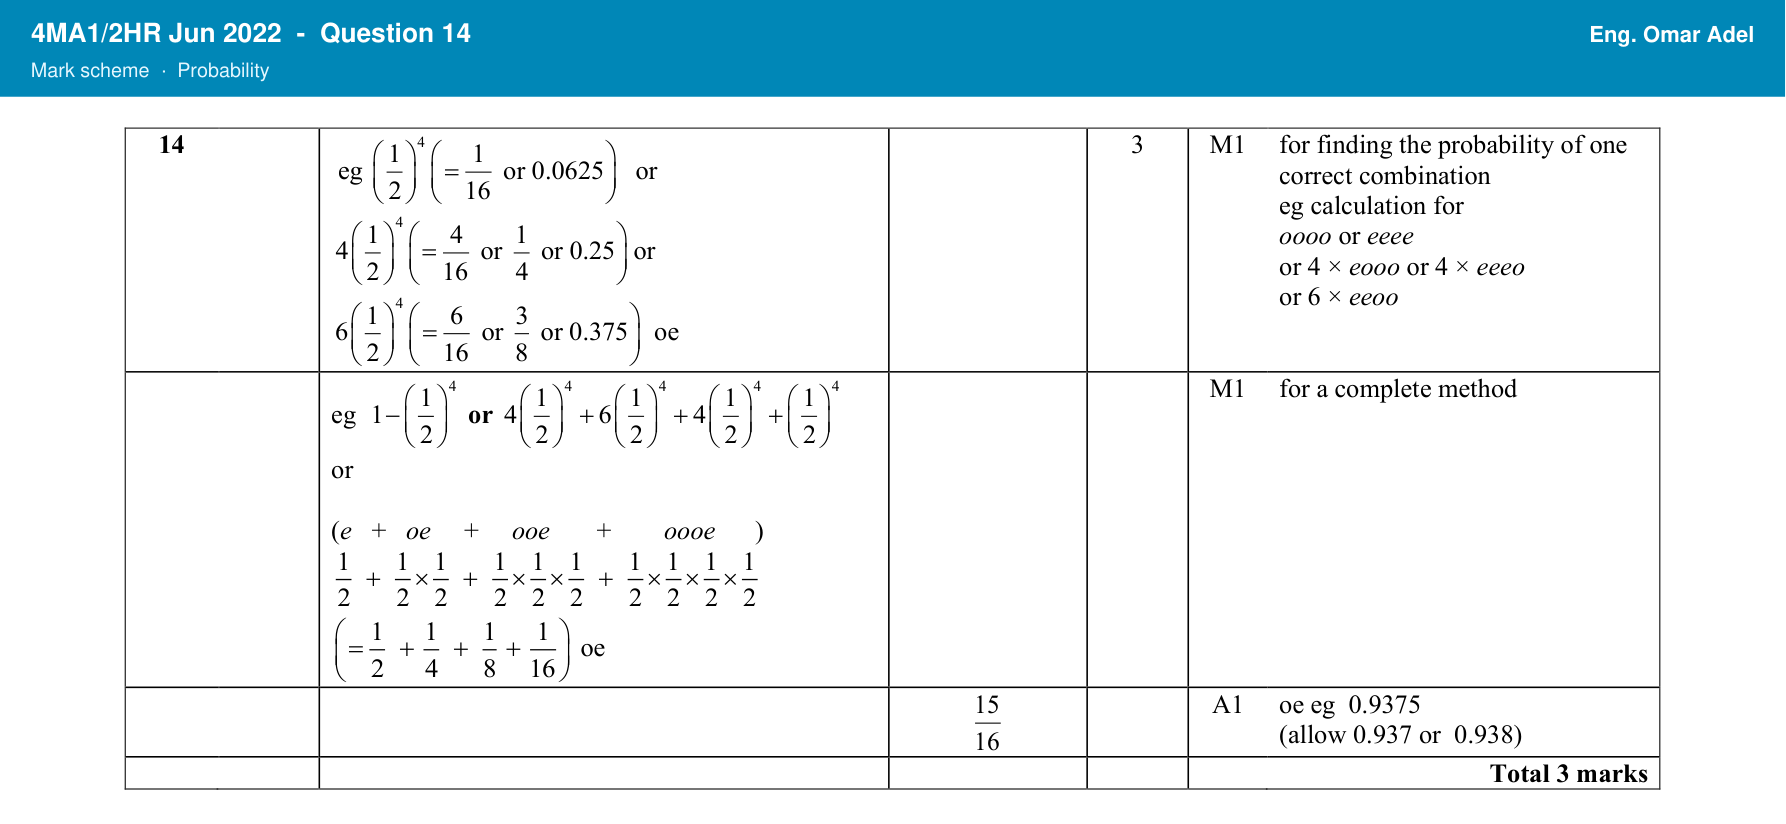 4MA1/2HR Jun 2022 - Question 14
Eng. Omar Adel
Mark scheme · Probability
14
eg (1/2)^4 (= 1/16 or 0.0625) or
4(1/2)^4 (= 4/16 or 1/4 or 0.25) or
6(1/2)^4 (= 6/16 or 3/8 or 0.375) oe
3
M1 for finding the probability of one
correct combination
eg calculation for
oooo or eeee
or 4 × eooo or 4 × eeeo
or 6 × eeoo
eg 1−(1/2)^4 or 4(1/2)^4 +6(1/2)^4 +4(1/2)^4 +(1/2)^4
or
(e + oe + ooe + oooe )
1/2 + 1/2×1/2 + 1/2×1/2×1/2 + 1/2×1/2×1/2×1/2
(= 1/2 + 1/4 + 1/8 + 1/16) oe
M1 for a complete method
15/16
A1 oe eg 0.9375
(allow 0.937 or 0.938)
Total 3 marks